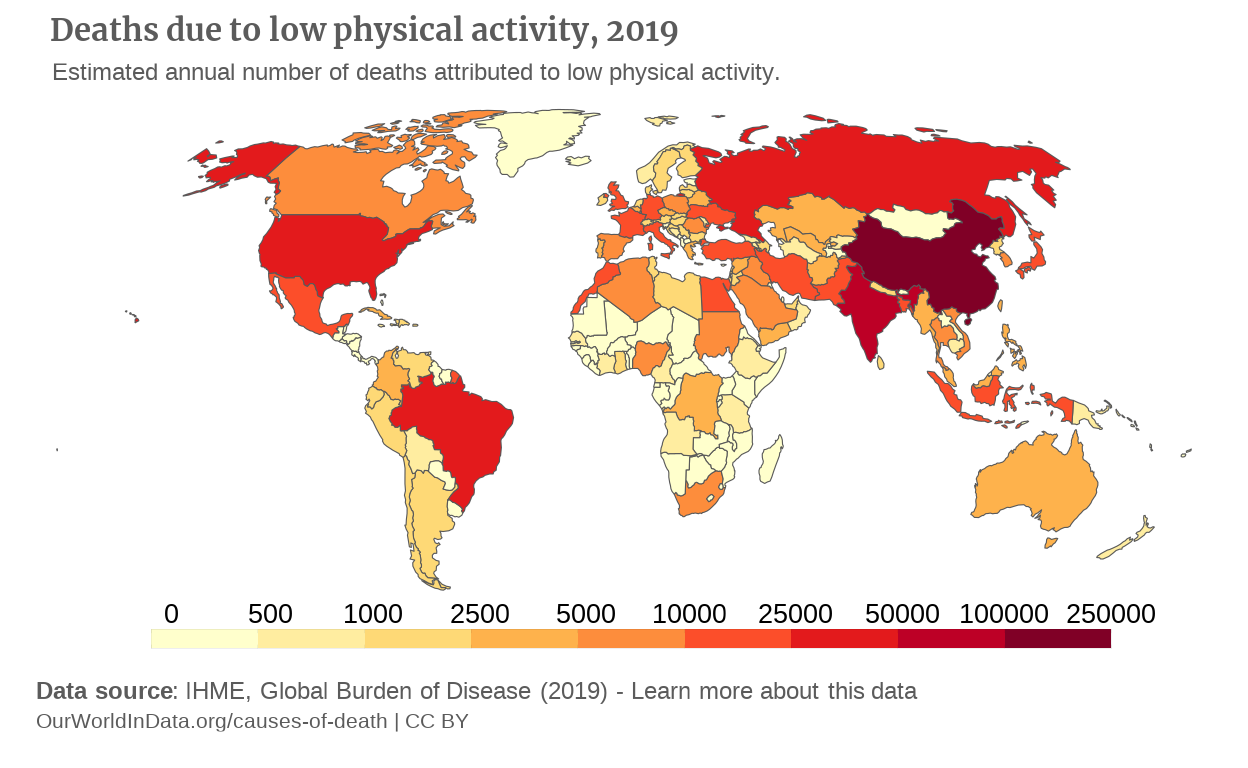 Deaths due to low physical activity, 2019
Estimated annual number of deaths attributed to low physical activity.
0 500 1000 2500 5000 10000 25000 50000 100000 250000
Data source: IHME, Global Burden of Disease (2019) - Learn more about this data
OurWorldInData.org/causes-of-death | CC BY